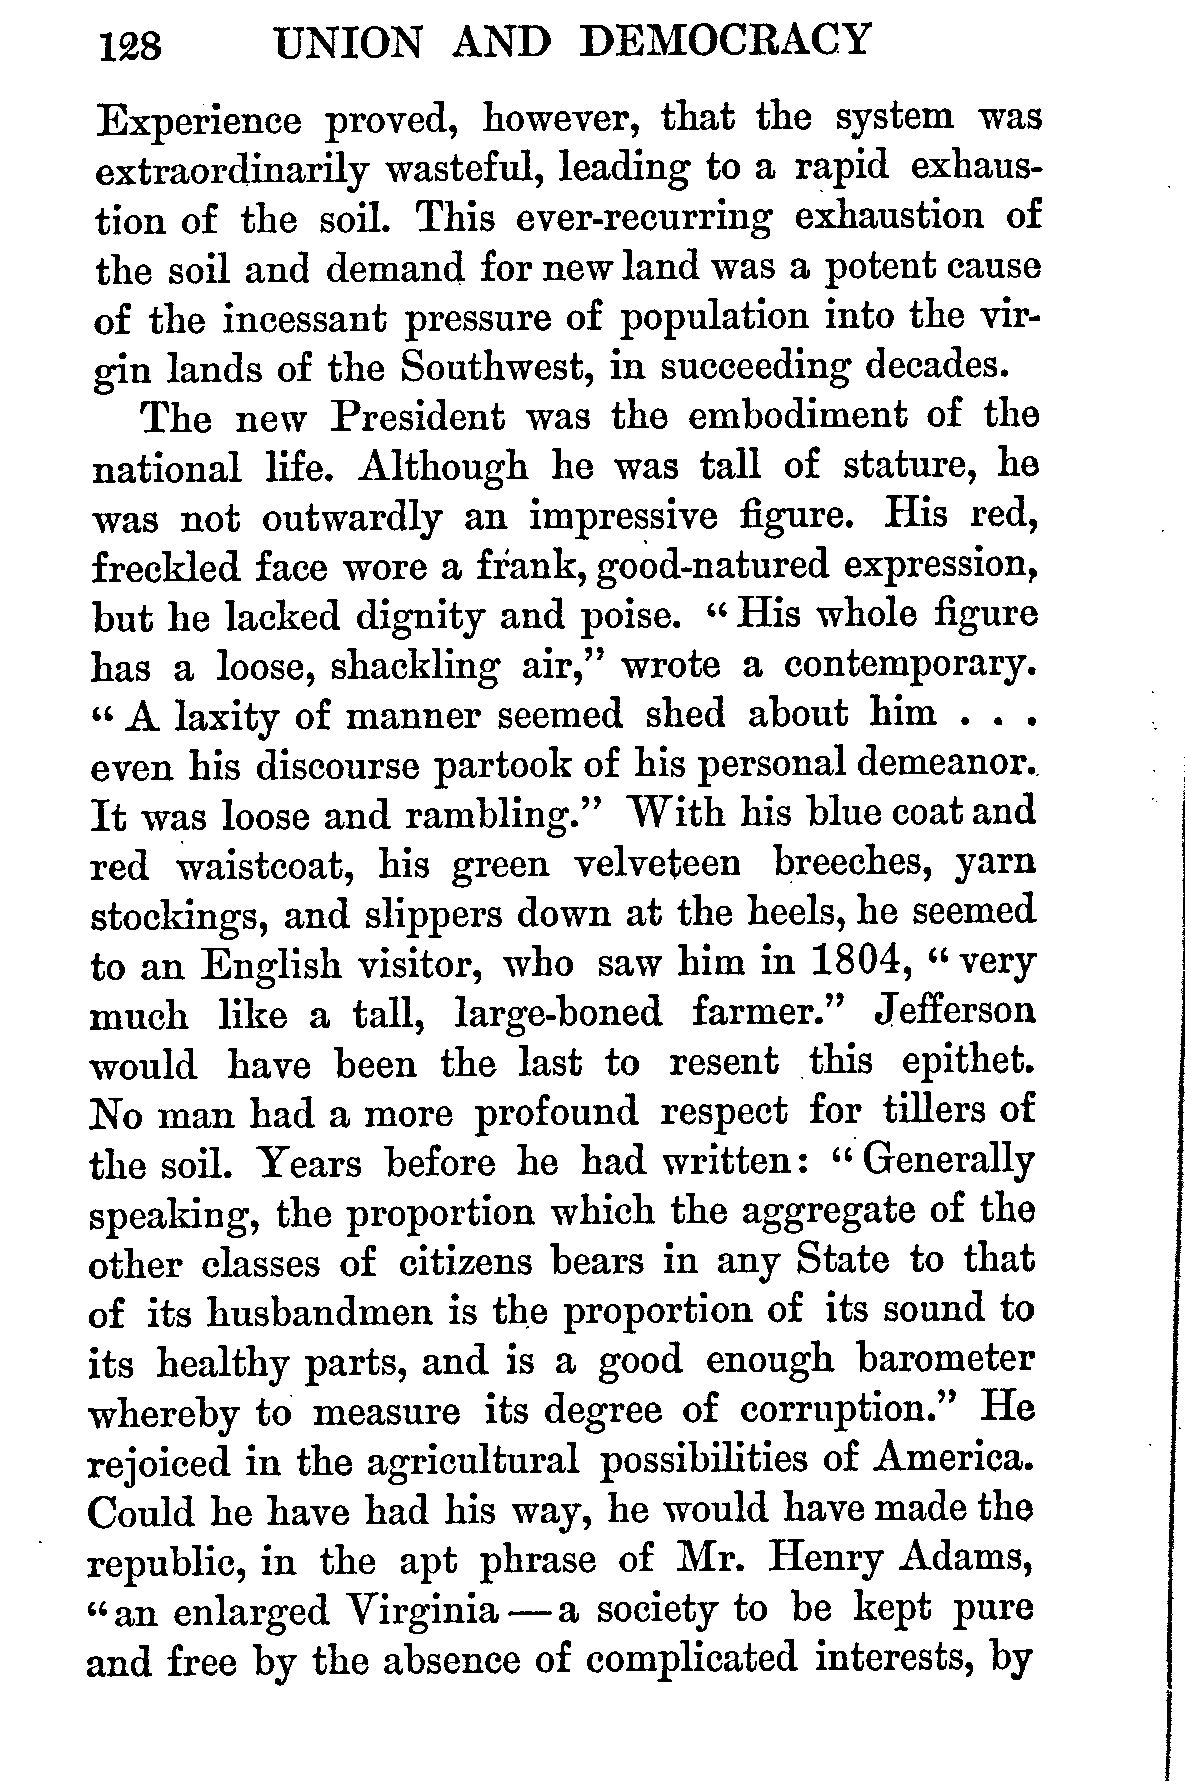 128 UNION AND DEMOCRACY
Experience proved, however, that the system was
extraordinarily wasteful, leading to a rapid exhaus-
tion of the soil. This ever-recurring exhaustion of
the soil and demand for new land was a potent cause
of the incessant pressure of population into the vir-
gin lands of the Southwest, in succeeding decades.
The new President was the embodiment of the
national life. Although he was tall of stature, he
was not outwardly an impressive figure. His red,
freckled face wore a frank, good-natured expression,
but he lacked dignity and poise. “ His whole figure
has a loose, shackling air,” wrote a contemporary.
“ A laxity of manner seemed shed about him . . .
even his discourse partook of his personal demeanor.
It was loose and rambling.” With his blue coat and
red waistcoat, his green velveteen breeches, yarn
stockings, and slippers down at the heels, he seemed
to an English visitor, who saw him in 1804, “ very
much like a tall, large-boned farmer.” Jefferson
would have been the last to resent this epithet.
No man had a more profound respect for tillers of
the soil. Years before he had written: “ Generally
speaking, the proportion which the aggregate of the
other classes of citizens bears in any State to that
of its husbandmen is the proportion of its sound to
its healthy parts, and is a good enough barometer
whereby to measure its degree of corruption.” He
rejoiced in the agricultural possibilities of America.
Could he have had his way, he would have made the
republic, in the apt phrase of Mr. Henry Adams,
“ an enlarged Virginia — a society to be kept pure
and free by the absence of complicated interests, by